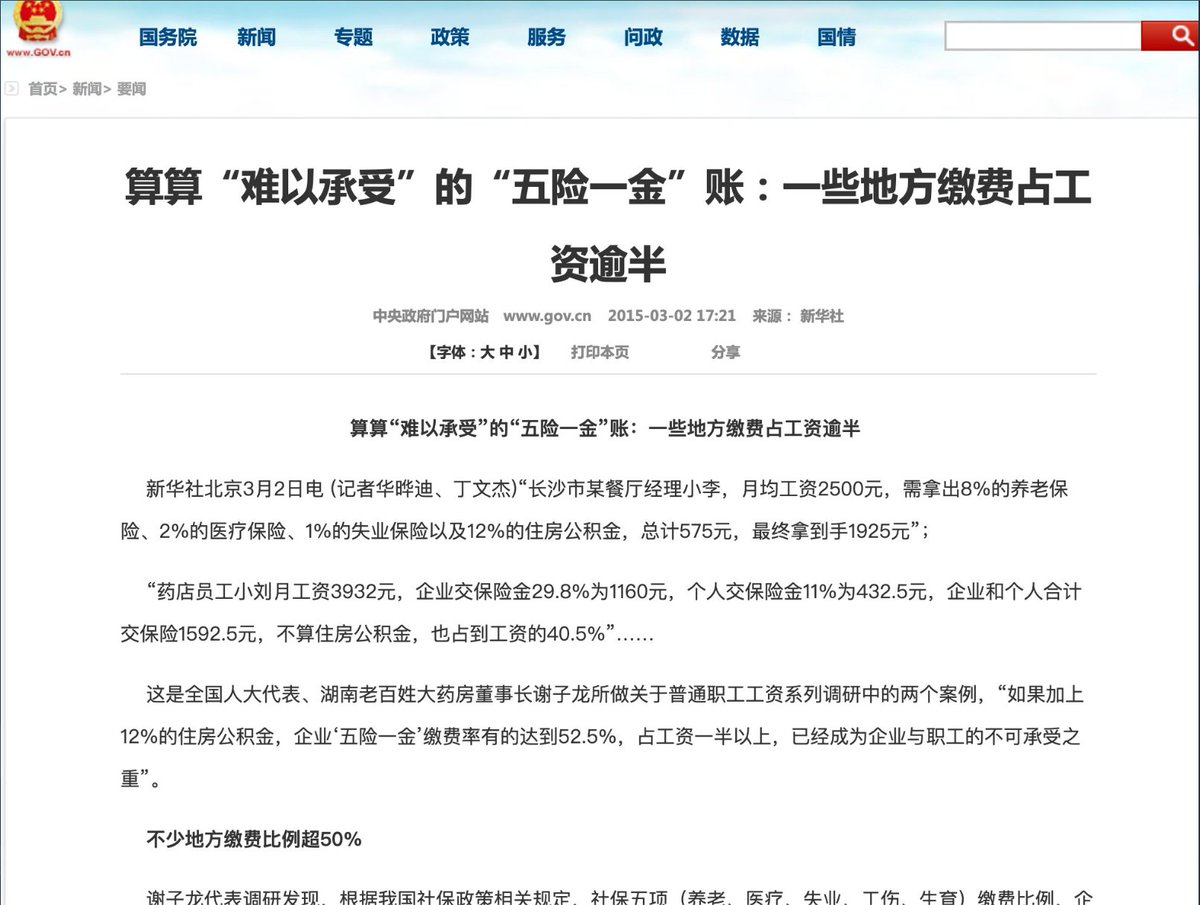 www.GOV.cn
国务院 新闻 专题 政策 服务 问政 数据 国情
首页> 新闻> 要闻
算算“难以承受”的“五险一金”账：一些地方缴费占工
资逾半
中央政府门户网站 www.gov.cn 2015-03-02 17:21 来源： 新华社
【字体：大 中 小】 打印本页 分享
算算“难以承受”的“五险一金”账：一些地方缴费占工资逾半
新华社北京3月2日电 (记者华晔迪、丁文杰)“长沙市某餐厅经理小李，月均工资2500元，需拿出8%的养老保
险、2%的医疗保险、1%的失业保险以及12%的住房公积金，总计575元，最终拿到手1925元”；
“药店员工小刘月工资3932元，企业交保险金29.8%为1160元，个人交保险金11%为432.5元，企业和个人合计
交保险1592.5元，不算住房公积金，也占到工资的40.5%”……
这是全国人大代表、湖南老百姓大药房董事长谢子龙所做关于普通职工工资系列调研中的两个案例，“如果加上
12%的住房公积金，企业‘五险一金’缴费率有的达到52.5%，占工资一半以上，已经成为企业与职工的不可承受之
重”。
不少地方缴费比例超50%
谢子龙代表调研发现，根据我国社保政策相关规定，社保五项（养老、医疗、失业、工伤、生育）缴费比例，企